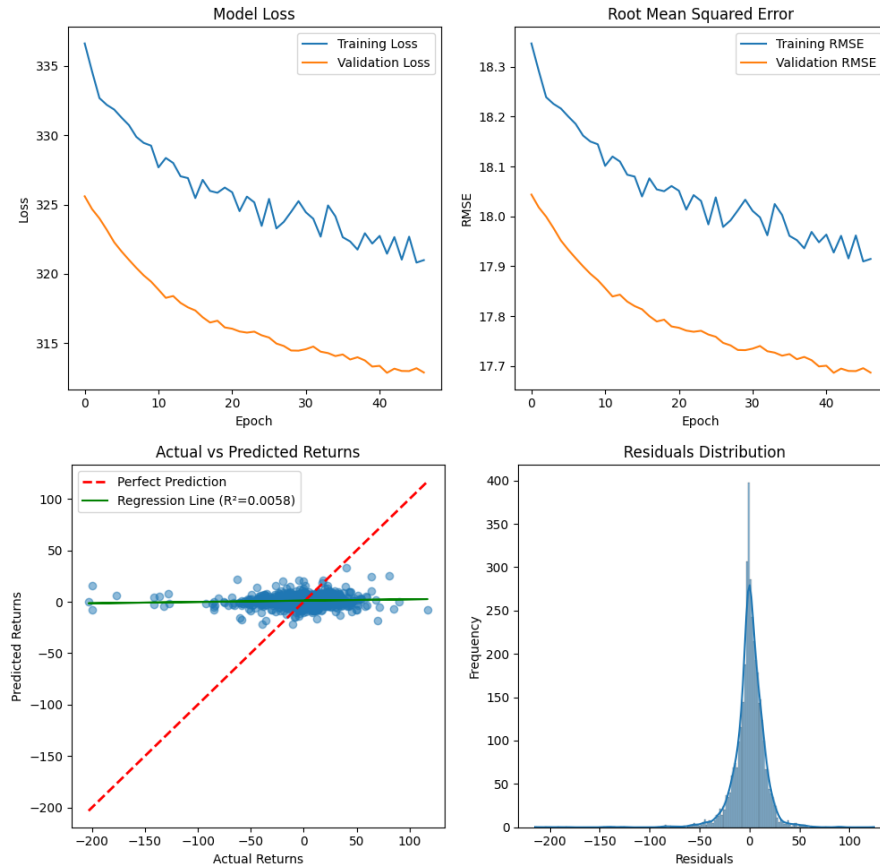 Model Loss
Training Loss
Validation Loss
335
330
325
320
315
Loss
0
10
20
30
40
Epoch
Root Mean Squared Error
Training RMSE
Validation RMSE
18.3
18.2
18.1
18.0
17.9
17.8
17.7
RMSE
0
10
20
30
40
Epoch
Actual vs Predicted Returns
Perfect Prediction
Regression Line (R²=0.0058)
100
50
0
−50
−100
−150
−200
Predicted Returns
−200
−150
−100
−50
0
50
100
Actual Returns
Residuals Distribution
400
350
300
250
200
150
100
50
0
Frequency
−200
−150
−100
−50
0
50
100
Residuals